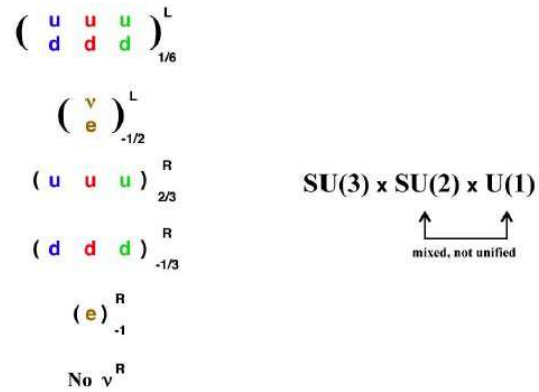 ( u u u
d d d ) L 1/6
( ν
e ) L -1/2
( u u u ) R 2/3
( d d d ) R -1/3
( e ) R -1
No ν R
SU(3) x SU(2) x U(1)
mixed, not unified